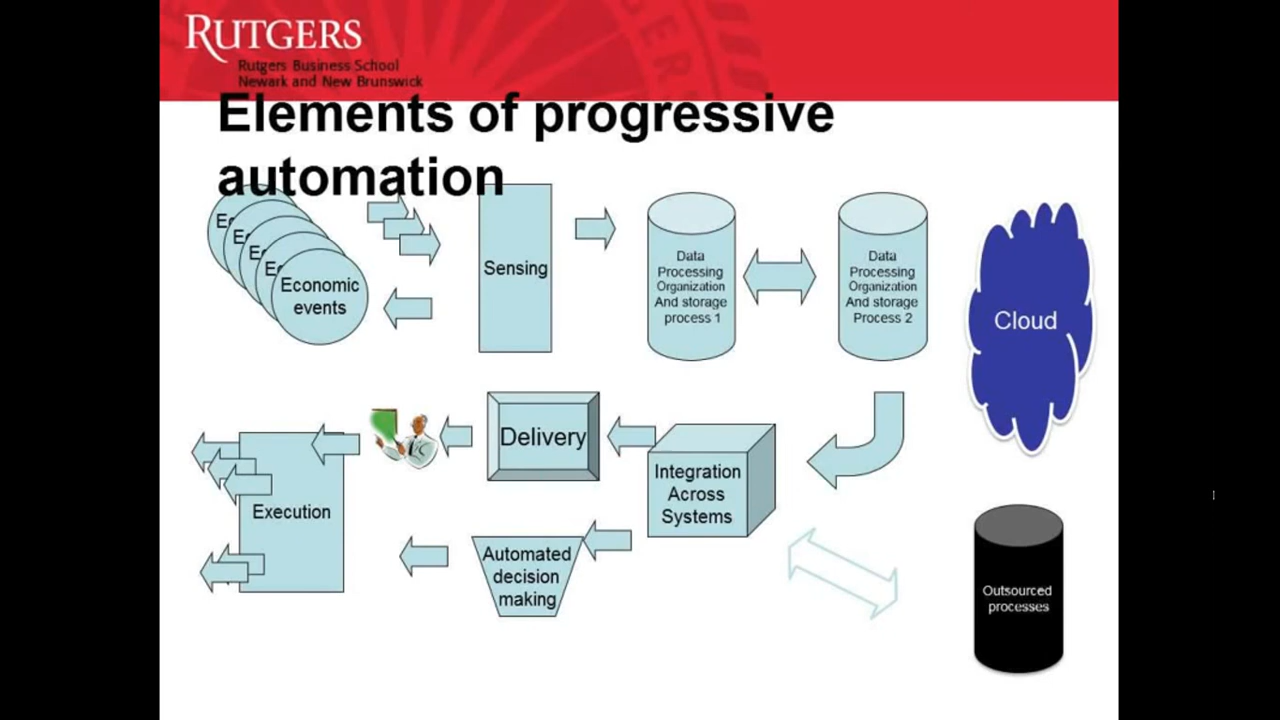 RUTGERS
Rutgers Business School
Newark and New Brunswick
Elements of progressive
automation
Ec
E
E
E
Economic
events
Sensing
Data
Processing
Organization
And storage
process 1
Data
Processing
Organization
And storage
Process 2
Cloud
Execution
Delivery
Integration
Across
Systems
Automated
decision
making
Outsourced
processes